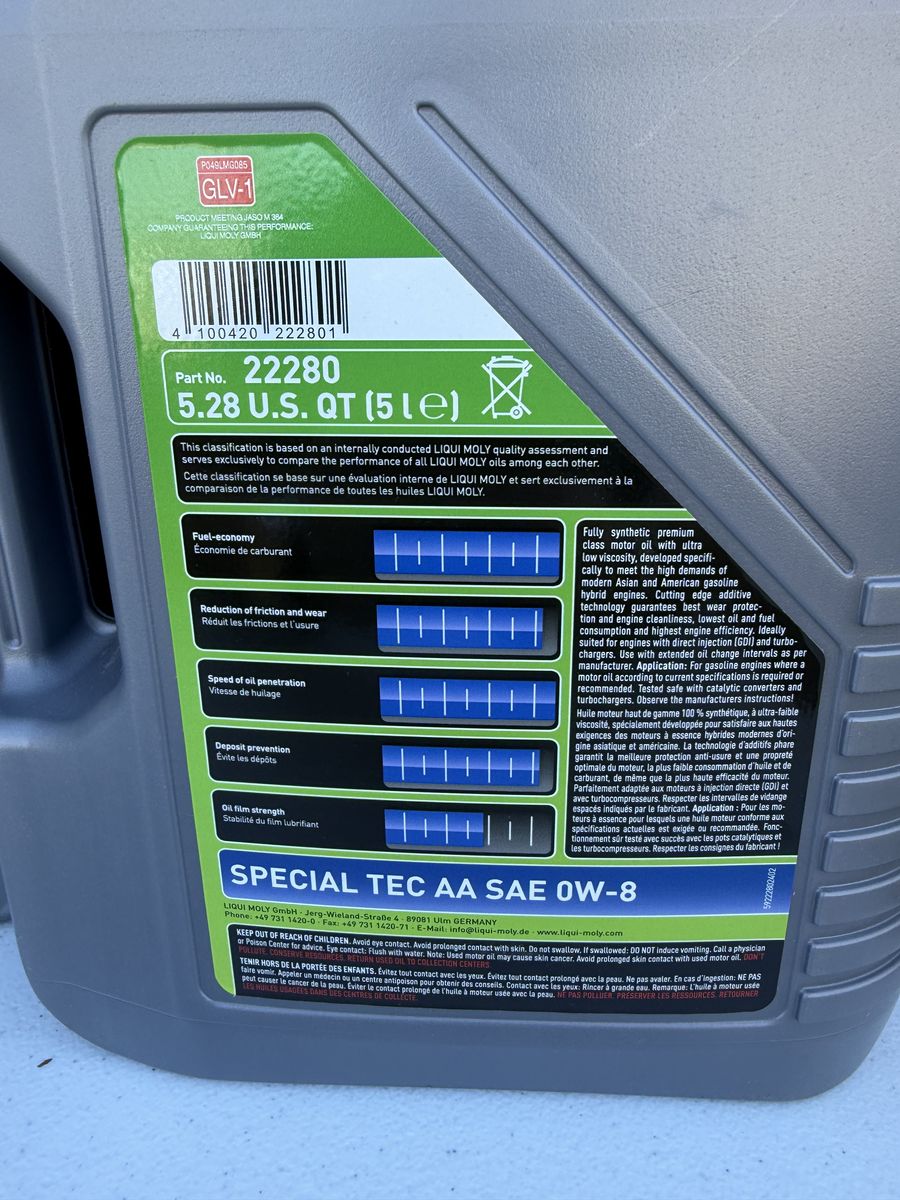 P049LMG085
GLV-1
PRODUCT MEETING JASO M 364
COMPANY GUARANTEEING THIS PERFORMANCE:
LIQUI MOLY GMBH
4 100420 222801
Part No. 22280
5.28 U.S. QT (5 l ℮)
This classification is based on an internally conducted LIQUI MOLY quality assessment and
serves exclusively to compare the performance of all LIQUI MOLY oils among each other.
Cette classification se base sur une évaluation interne de LIQUI MOLY et sert exclusivement à la
comparaison de la performance de toutes les huiles LIQUI MOLY.
Fuel-economy
Économie de carburant
Reduction of friction and wear
Réduit les frictions et l'usure
Speed of oil penetration
Vitesse de huilage
Deposit prevention
Évite les dépôts
Oil film strength
Stabilité du film lubrifiant
Fully synthetic premium
class motor oil with ultra
low viscosity, developed specifi-
cally to meet the high demands of
modern Asian and American gasoline
hybrid engines. Cutting edge additive
technology guarantees best wear protec-
tion and engine cleanliness, lowest oil and fuel
consumption and highest engine efficiency. Ideally
suited for engines with direct injection (GDI) and turbo-
chargers. Use with extended oil change intervals as per
manufacturer. Application: For gasoline engines where a
motor oil according to current specifications is required or
recommended. Tested safe with catalytic converters and
turbochargers. Observe the manufacturers instructions!
Huile moteur haut de gamme 100 % synthétique, à ultra-faible
viscosité, spécialement développée pour satisfaire aux hautes
exigences des moteurs à essence hybrides modernes d'ori-
gine asiatique et américaine. La technologie d'additifs phare
garantit la meilleure protection anti-usure et une propreté
optimale du moteur, la plus faible consommation d'huile et de
carburant, de même que la plus haute efficacité du moteur.
Parfaitement adaptée aux moteurs à injection directe (GDI) et
avec turbocompresseurs. Respecter les intervalles de vidange
espacés indiqués par le fabricant. Application : Pour les mo-
teurs à essence pour lesquels une huile moteur conforme aux
spécifications actuelles est exigée ou recommandée. Fonc-
tionnement sûr testé avec succès avec les pots catalytiques et
les turbocompresseurs. Respecter les consignes du fabricant !
SPECIAL TEC AA SAE 0W-8
59222802402
LIQUI MOLY GmbH - Jerg-Wieland-Straße 4 - 89081 Ulm GERMANY
Phone: +49 731 1420-0 - Fax: +49 731 1420-71 - E-Mail: info@liqui-moly.de - www.liqui-moly.com
KEEP OUT OF REACH OF CHILDREN. Avoid eye contact. Avoid prolonged contact with skin. Do not swallow. If swallowed: DO NOT induce vomiting. Call a physician
or Poison Center for advice. Eye contact: Flush with water. Note: Used motor oil may cause skin cancer. Avoid prolonged skin contact with used motor oil. DON'T
POLLUTE. CONSERVE RESOURCES. RETURN USED OIL TO COLLECTION CENTERS
TENIR HORS DE LA PORTÉE DES ENFANTS. Évitez tout contact avec les yeux. Évitez tout contact prolongé avec la peau. Ne pas avaler. En cas d'ingestion: NE PAS
faire vomir. Appeler un médecin ou un centre antipoison pour obtenir des conseils. Contact avec les yeux: Rincer à grande eau. Remarque: L'huile à moteur usée
peut causer le cancer de la peau. Éviter le contact prolongé de l'huile à moteur usée avec la peau. NE PAS POLLUER. PRÉSERVER LES RESSOURCES. RETOURNER
LES HUILES USAGÉES DANS DES CENTRES DE COLLECTE.